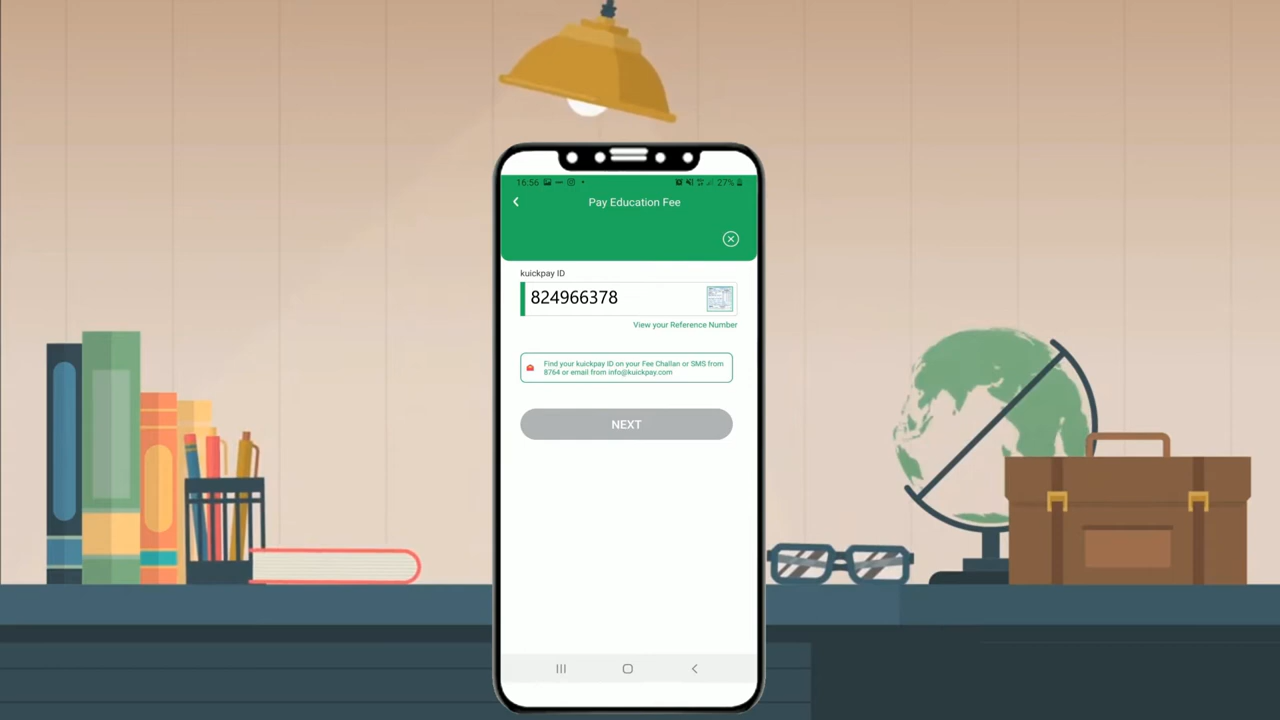 16:56
27%
Pay Education Fee
kuickpay ID
824966378
View your Reference Number
Find your kuickpay ID on your Fee Challan or SMS from
8764 or email from info@kuickpay.com
NEXT